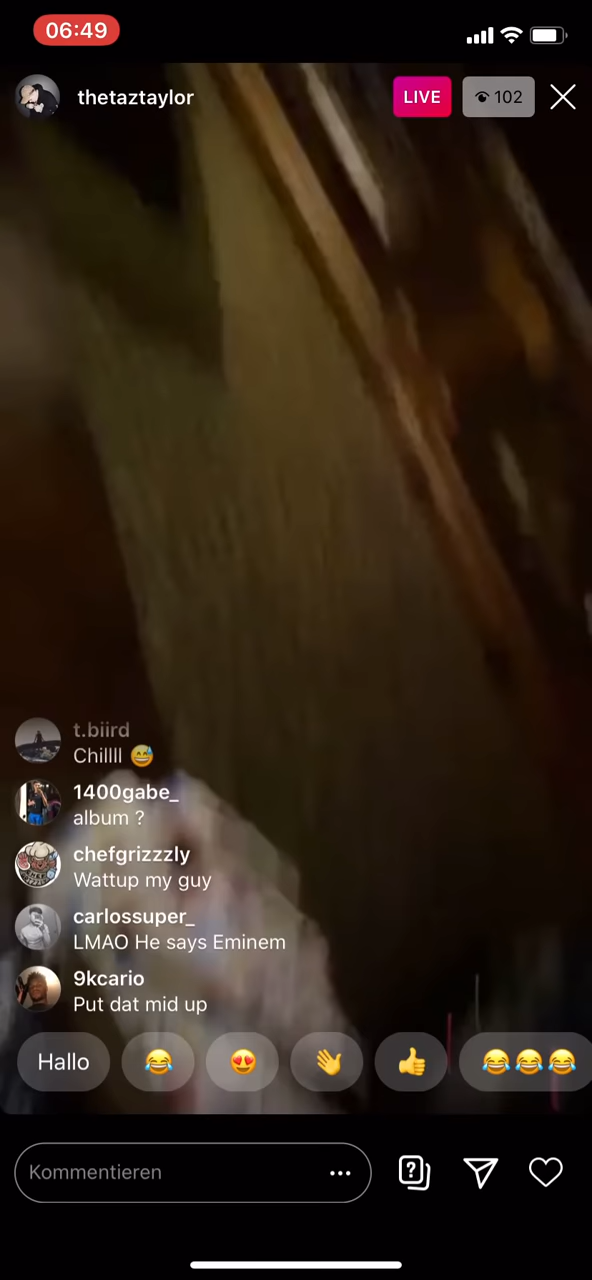 06:49
thetaztaylor
LIVE
102
t.biird
Chillll 😅
1400gabe_
album ?
chefgrizzzly
Wattup my guy
carlossuper_
LMAO He says Eminem
9kcario
Put dat mid up
Hallo 😂 😍 👋 👍 😂😂😂
Kommentieren